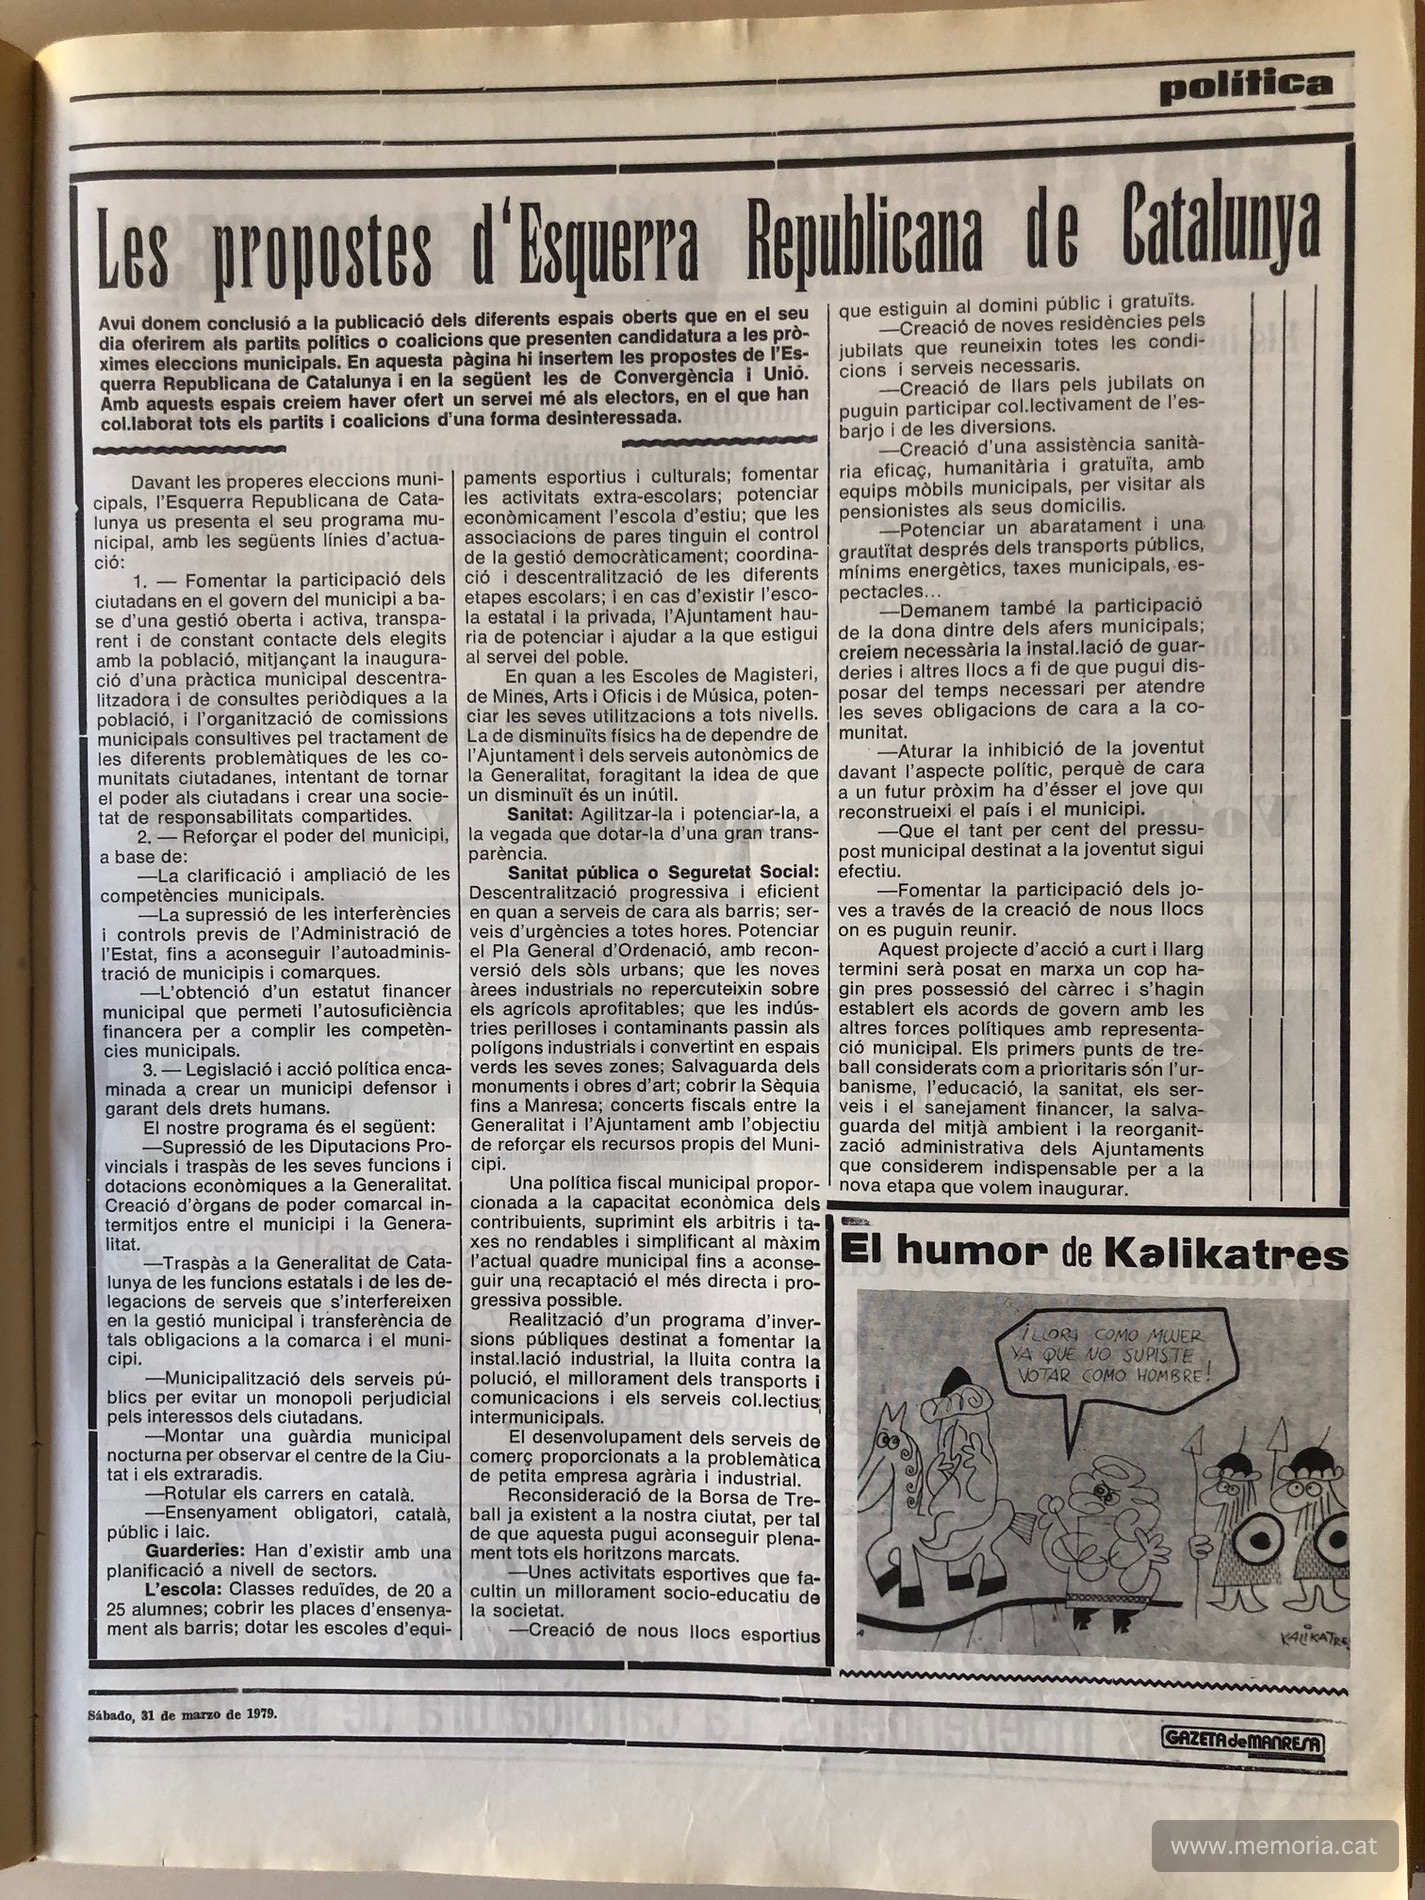 política
Les propostes d'Esquerra Republicana de Catalunya
Avui donem conclusió a la publicació dels diferents espais oberts que en el seu
dia oferirem als partits polítics o coalicions que presenten candidatura a les prò-
ximes eleccions municipals. En aquesta pàgina hi insertem les propostes de l'Es-
querra Republicana de Catalunya i en la següent les de Convergència i Unió.
Amb aquests espais creiem haver ofert un servei més als electors, en el que han
col.laborat tots els partits i coalicions d'una forma desinteressada.
Davant les properes eleccions muni-
cipals, l'Esquerra Republicana de Cata-
lunya us presenta el seu programa mu-
nicipal, amb les següents línies d'actua-
ció:
1. — Fomentar la participació dels
ciutadans en el govern del municipi a ba-
se d'una gestió oberta i activa, transpa-
rent i de constant contacte dels elegits
amb la població, mitjançant la inaugura-
ció d'una pràctica municipal descentra-
litzadora i de consultes periòdiques a la
població, i l'organització de comissions
municipals consultives pel tractament de
les diferents problemàtiques de les co-
munitats ciutadanes, intentant de tornar
el poder als ciutadans i crear una socie-
tat de responsabilitats compartides.
2. — Reforçar el poder del municipi,
a base de:
—La clarificació i ampliació de les
competències municipals.
—La supressió de les interferències
i controls previs de l'Administració de
l'Estat, fins a aconseguir l'autoadminis-
tració de municipis i comarques.
—L'obtenció d'un estatut financer
municipal que permeti l'autosuficiència
financera per a complir les competèn-
cies municipals.
3. — Legislació i acció política enca-
minada a crear un municipi defensor i
garant dels drets humans.
El nostre programa és el següent:
—Supressió de les Diputacions Pro-
vincials i traspàs de les seves funcions i
dotacions econòmiques a la Generalitat.
Creació d'òrgans de poder comarcal in-
termitjos entre el municipi i la Genera-
litat.
—Traspàs a la Generalitat de Cata-
lunya de les funcions estatals i de les de-
legacions de serveis que s'interfereixen
en la gestió municipal i transferència de
tals obligacions a la comarca i el muni-
cipi.
—Municipalització dels serveis pú-
blics per evitar un monopoli perjudicial
pels interessos dels ciutadans.
—Montar una guàrdia municipal
nocturna per observar el centre de la Ciu-
tat i els extraradis.
—Rotular els carrers en català.
—Ensenyament obligatori, català,
públic i laic.
Guarderies: Han d'existir amb una
planificació a nivell de sectors.
L'escola: Classes reduïdes, de 20 a
25 alumnes; cobrir les places d'enseny­a-
ment als barris; dotar les escoles d'equi-
paments esportius i culturals; fomentar
les activitats extra-escolars; potenciar
econòmicament l'escola d'estiu; que les
associacions de pares tinguin el control
de la gestió democràticament; coordina-
ció i descentralització de les diferents
etapes escolars; i en cas d'existir l'esco-
la estatal i la privada, l'Ajuntament hau-
ria de potenciar i ajudar a la que estigui
al servei del poble.
En quan a les Escoles de Magisteri,
de Mines, Arts i Oficis i de Música, poten-
ciar les seves utilitzacions a tots nivells.
La de disminuïts físics ha de dependre de
l'Ajuntament i dels serveis autonòmics de
la Generalitat, foragitant la idea de que
un disminuït és un inútil.
Sanitat: Agilitzar-la i potenciar-la, a
la vegada que dotar-la d'una gran trans-
parència.
Sanitat pública o Seguretat Social:
Descentralització progressiva i eficient
en quan a serveis de cara als barris; ser-
veis d'urgències a totes hores. Potenciar
el Pla General d'Ordenació, amb recon-
versió dels sòls urbans; que les noves
àrees industrials no repercuteixin sobre
els agrícols aprofitables; que les indús-
tries perilloses i contaminants passin als
polígons industrials i convertint en espais
verds les seves zones; Salvaguarda dels
monuments i obres d'art; cobrir la Sèquia
fins a Manresa; concerts fiscals entre la
Generalitat i l'Ajuntament amb l'objectiu
de reforçar els recursos propis del Muni-
cipi.
Una política fiscal municipal propor-
cionada a la capacitat econòmica dels
contribuients, suprimint els arbitris i ta-
xes no rendables i simplificant al màxim
l'actual quadre municipal fins a aconse-
guir una recaptació el més directa i pro-
gressiva possible.
Realització d'un programa d'inver-
sions públiques destinat a fomentar la
instal.lació industrial, la lluita contra la
polució, el millorament dels transports i
comunicacions i els serveis col.lectius
intermunicipals.
El desenvolupament dels serveis de
comerç proporcionats a la problemàtica
de petita empresa agrària i industrial.
Reconsideració de la Borsa de Tre-
ball ja existent a la nostra ciutat, per tal
de que aquesta pugui aconseguir plena-
ment tots els horitzons marcats.
—Unes activitats esportives que fa-
cultin un millorament socio-educatiu de
la societat.
—Creació de nous llocs esportius
que estiguin al domini públic i gratuïts.
—Creació de noves residències pels
jubilats que reuneixin totes les condi-
cions i serveis necessaris.
—Creació de llars pels jubilats on
puguin participar col.lectivament de l'es-
barjo i de les diversions.
—Creació d'una assistència sanità-
ria eficaç, humanitària i gratuïta, amb
equips mòbils municipals, per visitar als
pensionistes als seus domicilis.
—Potenciar un abaratament i una
grautïtat després dels transports públics,
mínims energètics, taxes municipals, es-
pectacles...
—Demanem també la participació
de la dona dintre dels afers municipals;
creiem necessària la instal.lació de guar-
deries i altres llocs a fi de que pugui dis-
posar del temps necessari per atendre
les seves obligacions de cara a la co-
munitat.
—Aturar la inhibició de la joventut
davant l'aspecte polític, perquè de cara
a un futur pròxim ha d'ésser el jove qui
reconstrueixi el país i el municipi.
—Que el tant per cent del pressu-
post municipal destinat a la joventut sigui
efectiu.
—Fomentar la participació dels jo-
ves a través de la creació de nous llocs
on es puguin reunir.
Aquest projecte d'acció a curt i llarg
termini serà posat en marxa un cop ha-
gin pres possessió del càrrec i s'hagin
establert els acords de govern amb les
altres forces polítiques amb representa-
ció municipal. Els primers punts de tre-
ball considerats com a prioritaris són l'ur-
banisme, l'educació, la sanitat, els ser-
veis i el sanejament financer, la salva-
guarda del mitjà ambient i la reorganit-
zació administrativa dels Ajuntaments
que considerem indispensable per a la
nova etapa que volem inaugurar.
El humor de Kalikatres
¡LLORA COMO MUJER
YA QUE NO SUPISTE
VOTAR COMO HOMBRE!
KALIKATRES
Sábado, 31 de marzo de 1979.
GAZETA de MANRESA
www.memoria.cat